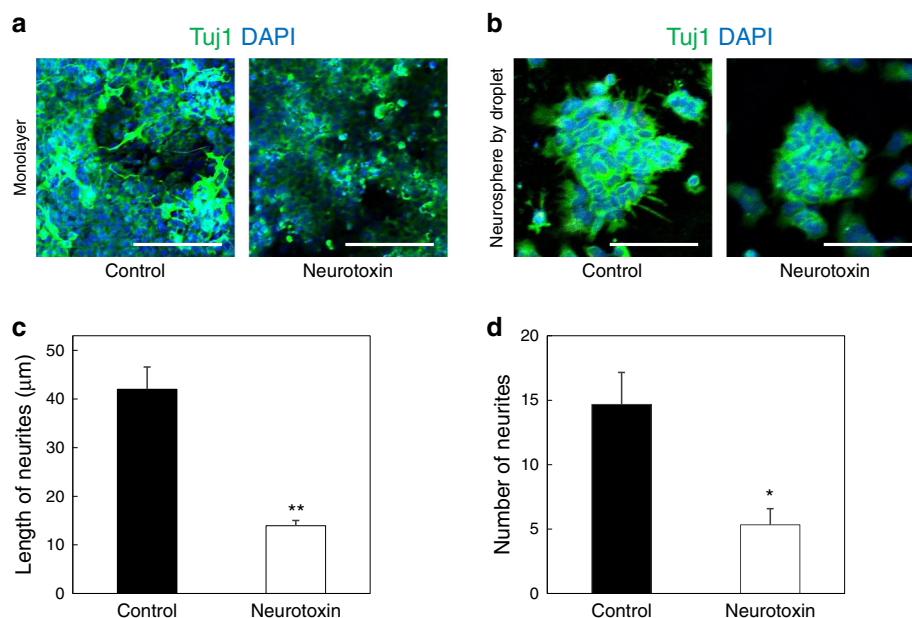 a
Tuj1 DAPI
Monolayer
Control
Neurotoxin
b
Tuj1 DAPI
Neurosphere by droplet
Control
Neurotoxin
c
Length of neurites (μm)
50
40
30
20
10
0
**
Control
Neurotoxin
d
Number of neurites
20
15
10
5
0
*
Control
Neurotoxin